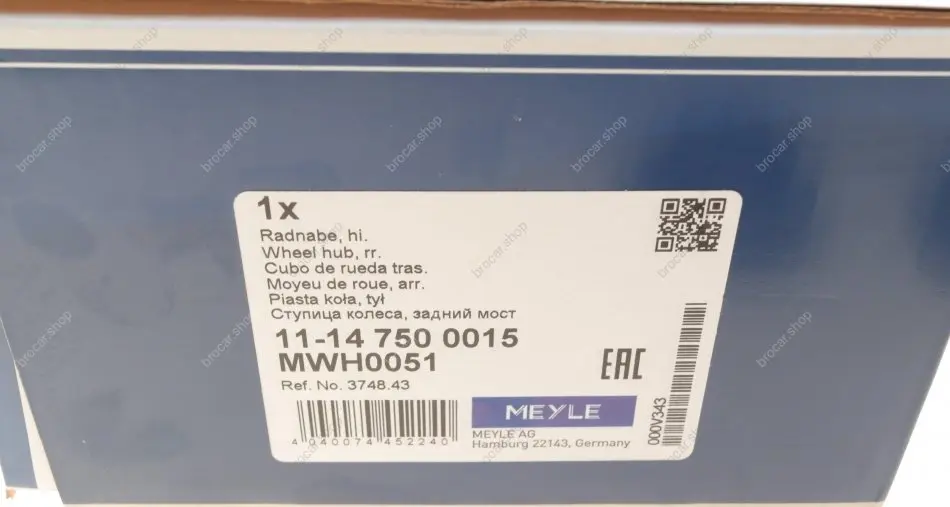 1x
Radnabe, hi.
Wheel hub, rr.
Cubo de rueda tras.
Moyeu de roue, arr.
Piasta koła, tył
Ступица колеса, задний мост
11-14 750 0015
MWH0051
Ref. No. 3748.43
EAC
4 040074 452240
MEYLE
MEYLE AG
Hamburg 22143, Germany
000V343
brocar.shop